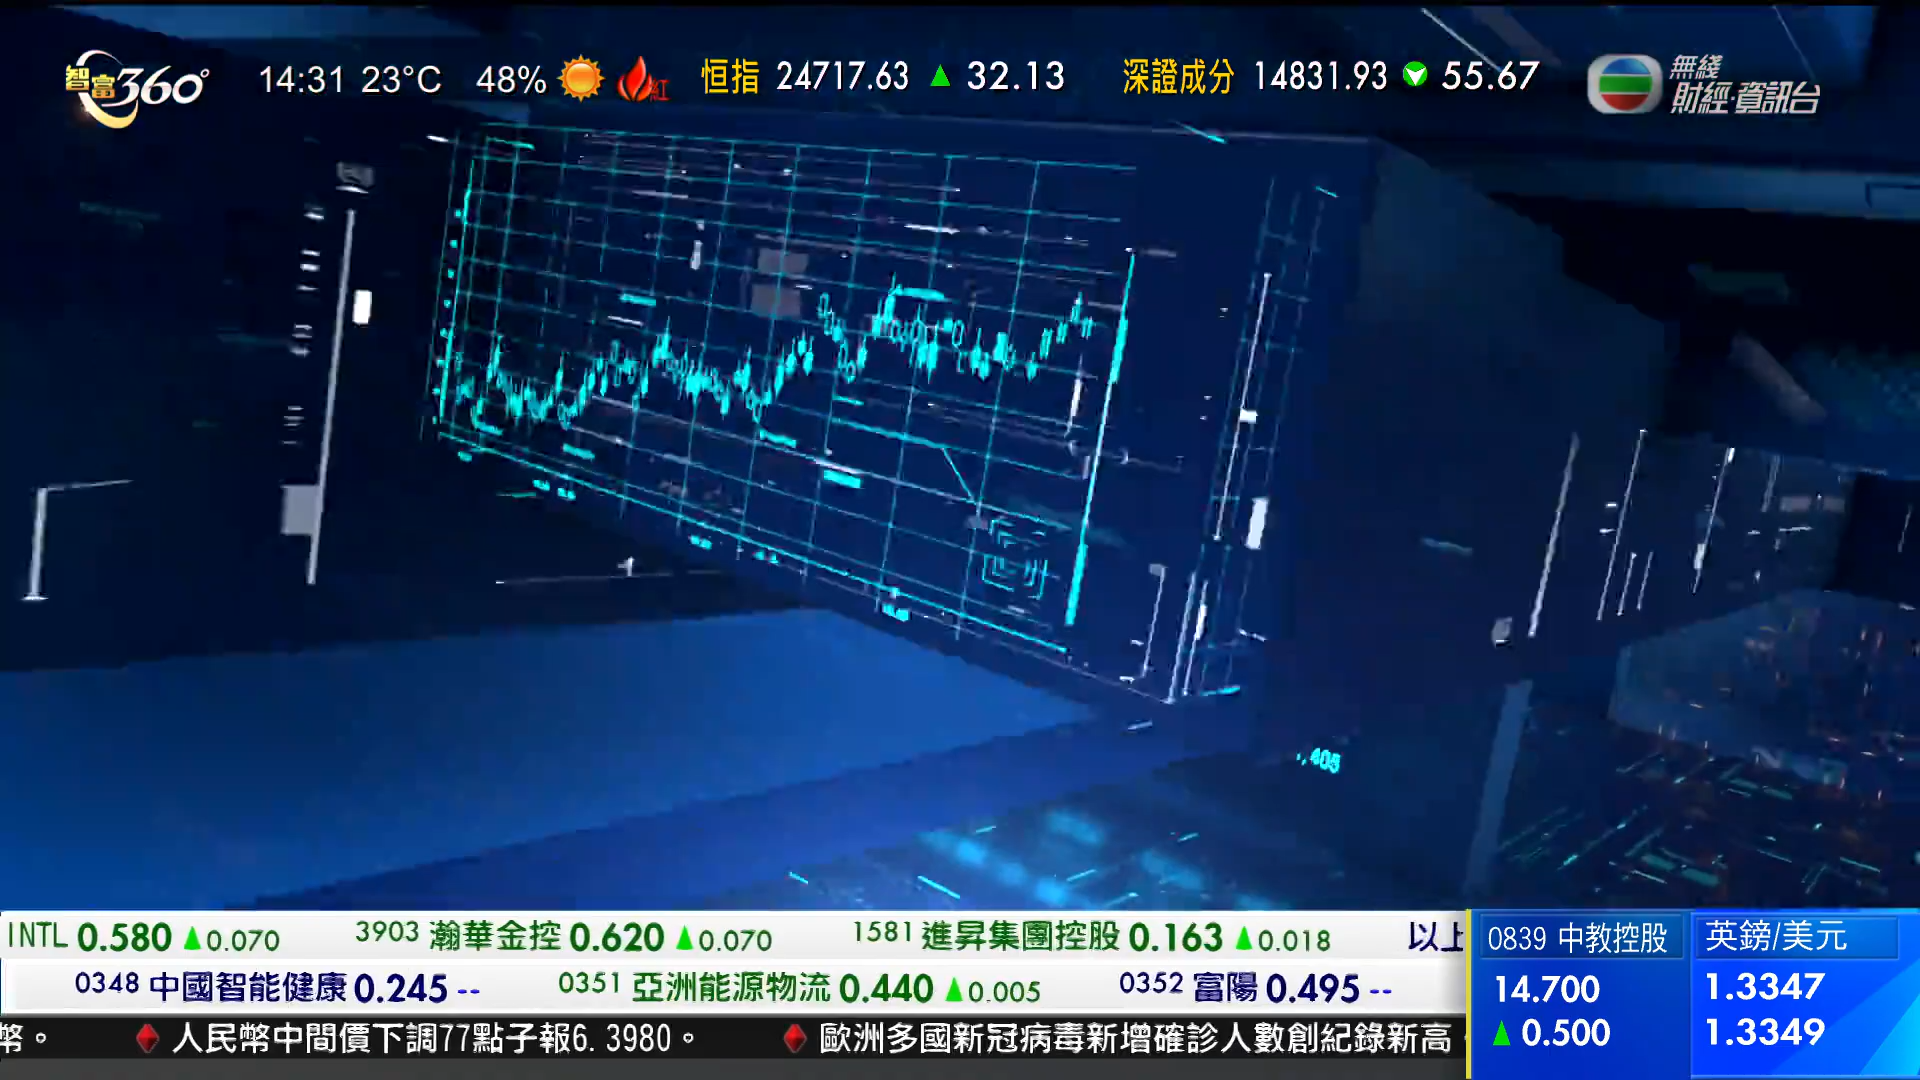 智富360°
14:31 23°C 48% 紅 恒指 24717.63 ▲ 32.13 深證成分 14831.93 ▼ 55.67
無綫
財經·資訊台
.405
INTL 0.580 ▲0.070 3903 瀚華金控 0.620 ▲0.070 1581 進昇集團控股 0.163 ▲0.018 以上
0348 中國智能健康 0.245 -- 0351 亞洲能源物流 0.440 ▲0.005 0352 富陽 0.495 --
幣。 ◆ 人民幣中間價下調77點子報6.3980。 ◆ 歐洲多國新冠病毒新增確診人數創紀錄新高。
0839 中教控股
14.700
▲ 0.500
英鎊/美元
1.3347
1.3349